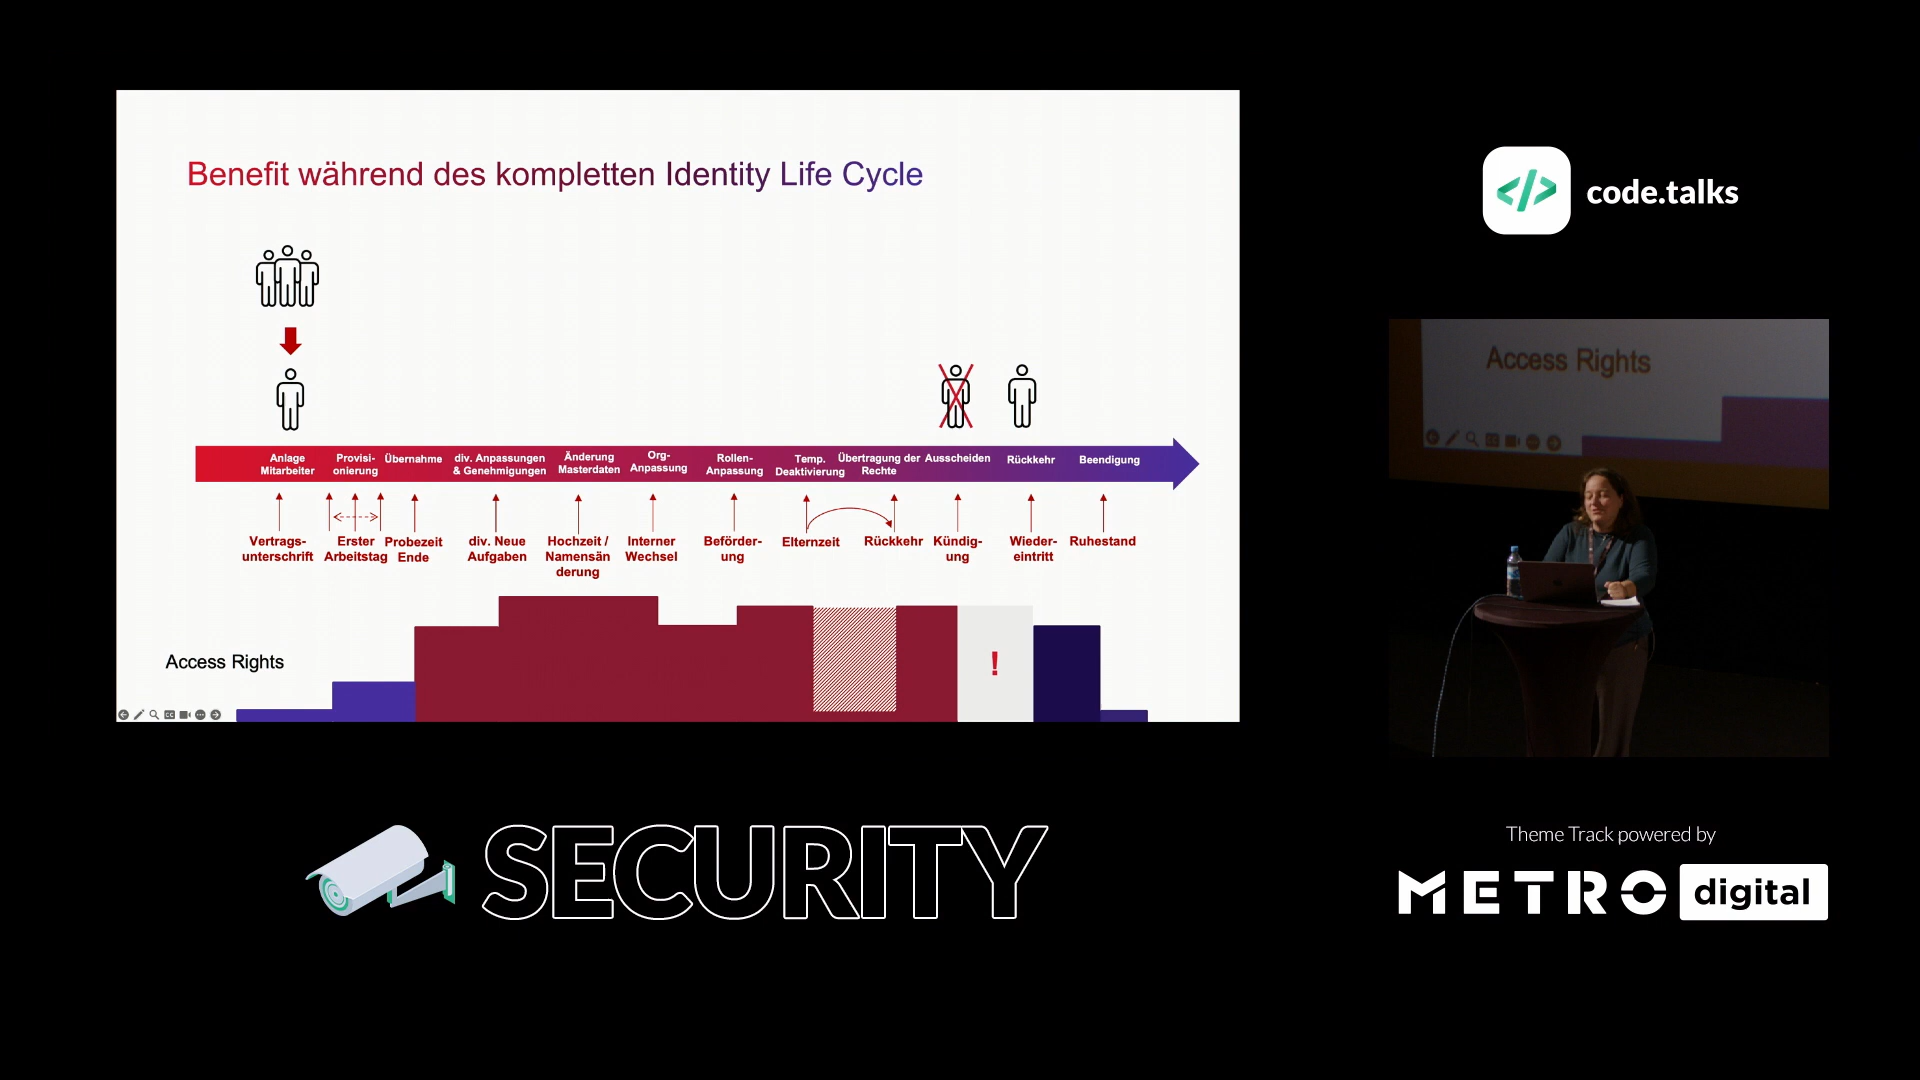 Benefit während des kompletten Identity Life Cycle
Anlage
Mitarbeiter
Provisi-
onierung
Übernahme
div. Anpassungen
& Genehmigungen
Änderung
Masterdaten
Org-
Anpassung
Rollen-
Anpassung
Temp.
Deaktivierung
Übertragung der
Rechte
Ausscheiden
Rückkehr
Beendigung
Vertrags-
unterschrift
Erster
Arbeitstag
Probezeit
Ende
div. Neue
Aufgaben
Hochzeit /
Namensän
derung
Interner
Wechsel
Beförder-
ung
Elternzeit
Rückkehr
Kündig-
ung
Wieder-
eintritt
Ruhestand
Access Rights
!
</> code.talks
Access Rights
SECURITY
Theme Track powered by
METRO digital